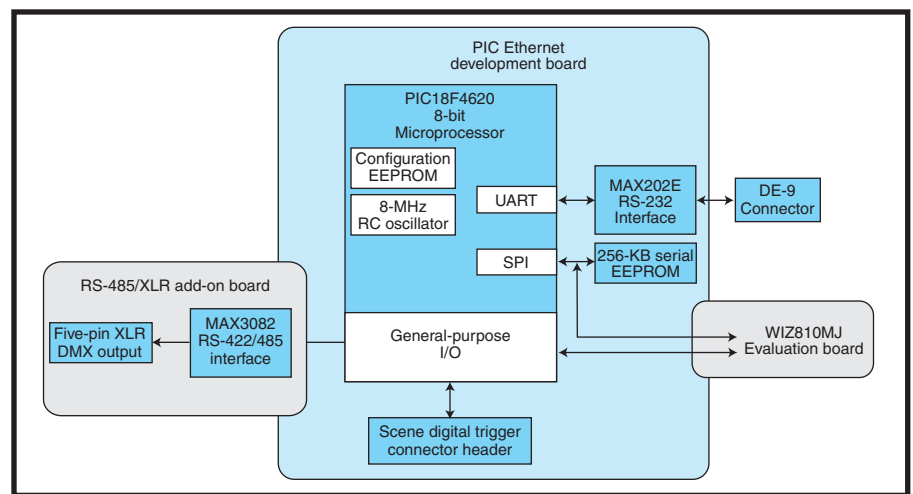 PIC Ethernet
development board
PIC18F4620
8-bit
Microprocessor
Configuration
EEPROM
8-MHz
RC oscillator
UART
SPI
MAX202E
RS-232
Interface
DE-9
Connector
256-KB serial
EEPROM
RS-485/XLR add-on board
Five-pin XLR
DMX output
MAX3082
RS-422/485
interface
General-purpose
I/O
WIZ810MJ
Evaluation board
Scene digital trigger
connector header